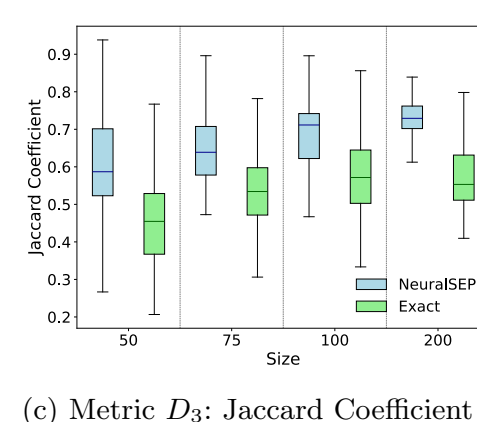 Jaccard Coefficient
0.9
0.8
0.7
0.6
0.5
0.4
0.3
0.2
NeuralSEP
Exact
50 75 100 200
Size
(c) Metric D₃: Jaccard Coefficient